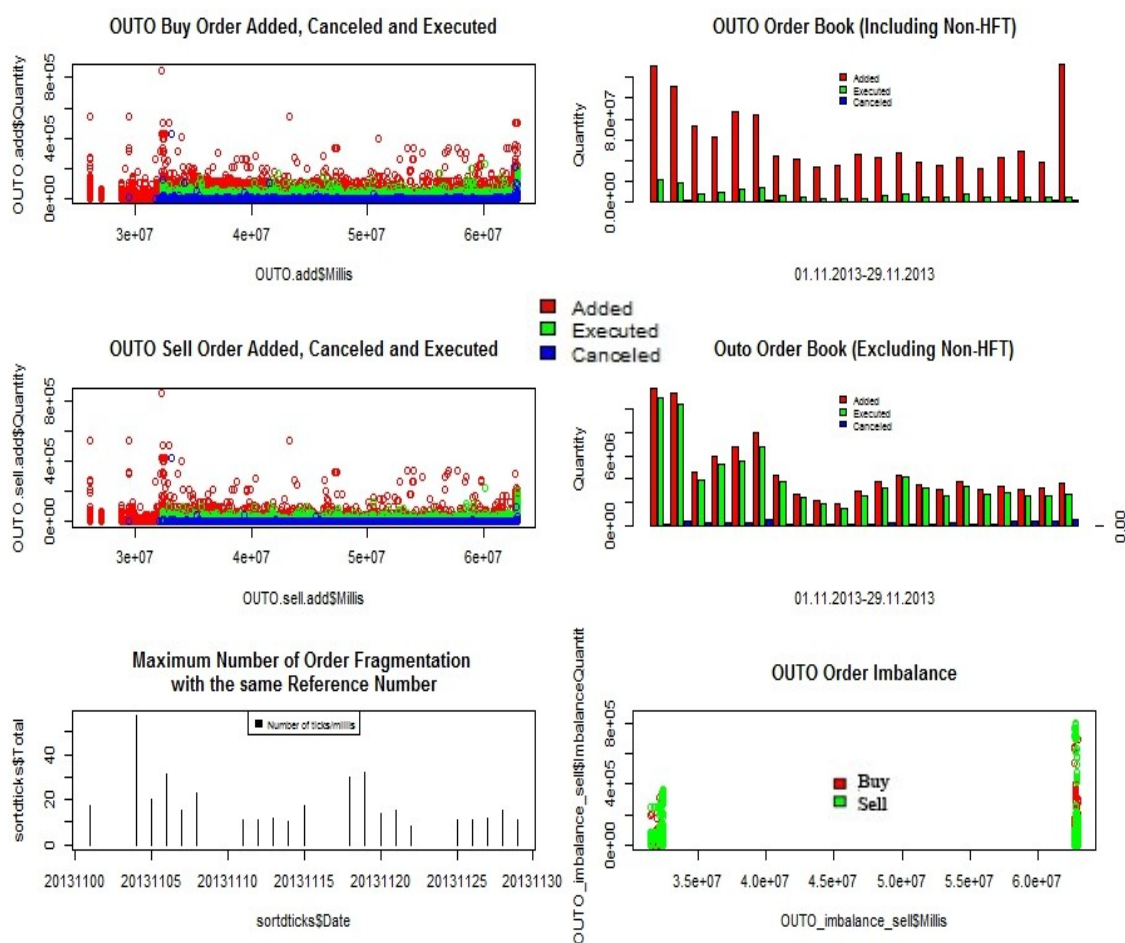 OUTO Buy Order Added, Canceled and Executed
OUTO.add$Quantity
0e+00 4e+05 8e+05
3e+07 4e+07 5e+07 6e+07
OUTO.add$Millis
OUTO Order Book (Including Non-HFT)
Quantity
0.0e+00 8.0e+07
Added
Executed
Canceled
01.11.2013-29.11.2013
Added
Executed
Canceled
OUTO Sell Order Added, Canceled and Executed
OUTO.sell.add$Quantity
0e+00 4e+05 8e+05
3e+07 4e+07 5e+07 6e+07
OUTO.sell.add$Millis
Outo Order Book (Excluding Non-HFT)
Quantity
0e+00 6e+06
Added
Executed
Canceled
0.00
01.11.2013-29.11.2013
Maximum Number of Order Fragmentation
with the same Reference Number
sortdticks$Total
0 20 40
Number of ticks/millis
20131100 20131105 20131110 20131115 20131120 20131125 20131130
sortdticks$Date
OUTO Order Imbalance
OUTO_imbalance_sell$ImbalanceQuantit
0e+00 4e+05 8e+05
Buy
Sell
3.5e+07 4.0e+07 4.5e+07 5.0e+07 5.5e+07 6.0e+07
OUTO_imbalance_sell$Millis